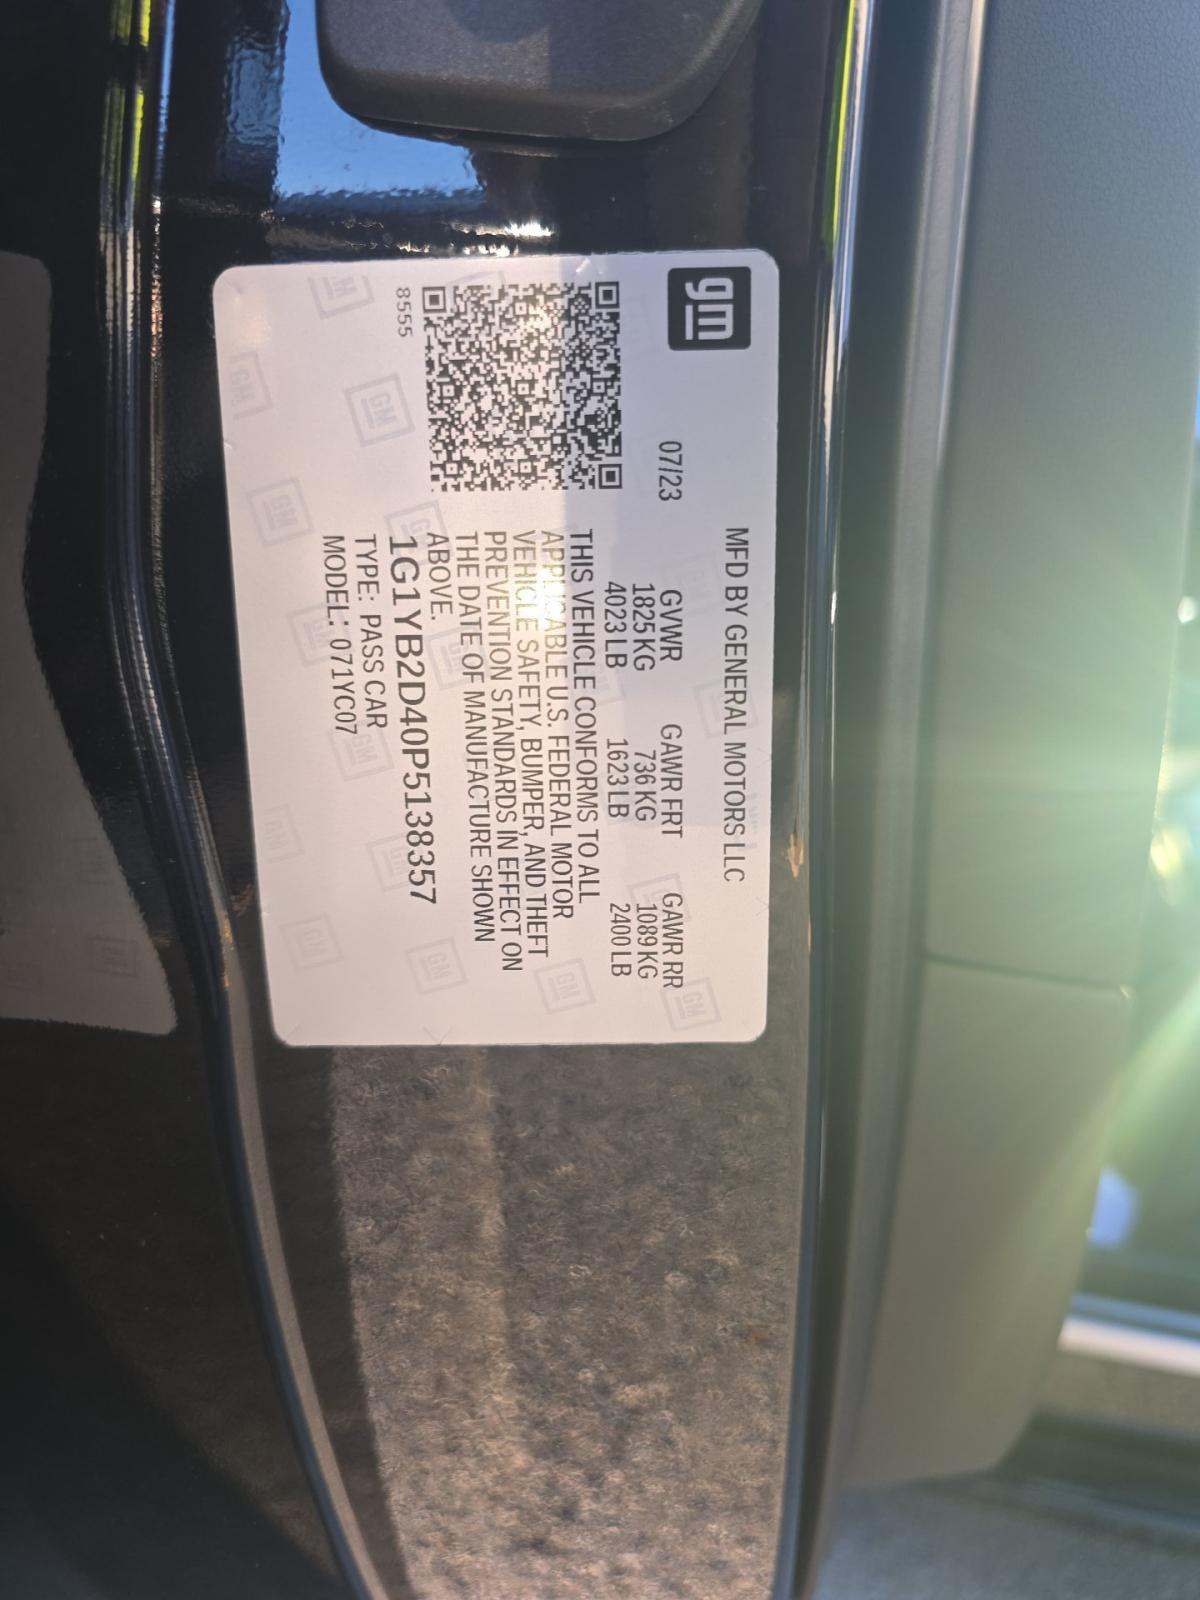 gm
MFD BY GENERAL MOTORS LLC
07/23
GVWR GAWR FRT GAWR RR
1825 KG 736 KG 1089 KG
4023 LB 1623 LB 2400 LB
THIS VEHICLE CONFORMS TO ALL
APPLICABLE U.S. FEDERAL MOTOR
VEHICLE SAFETY, BUMPER, AND THEFT
PREVENTION STANDARDS IN EFFECT ON
THE DATE OF MANUFACTURE SHOWN
ABOVE.
1G1YB2D40P5138357
8555
TYPE: PASS CAR
MODEL: 071YC07